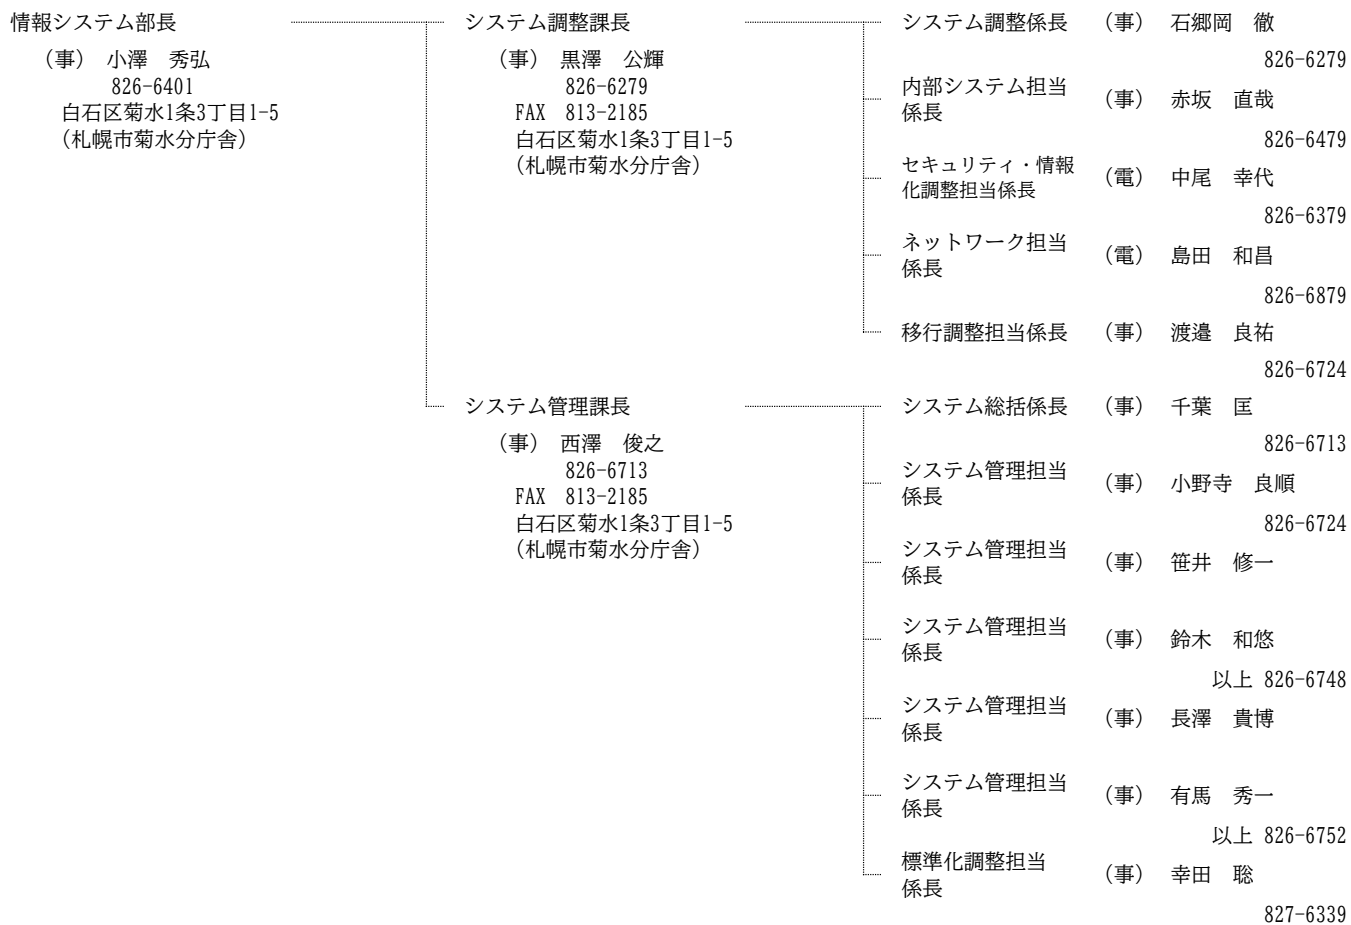 情報システム部長
（事） 小澤　秀弘
826-6401
白石区菊水1条3丁目1-5
（札幌市菊水分庁舎）
システム調整課長
（事） 黒澤　公輝
826-6279
FAX 813-2185
白石区菊水1条3丁目1-5
（札幌市菊水分庁舎）
システム調整係長 （事） 石郷岡　徹
826-6279
内部システム担当
係長
（事） 赤坂　直哉
826-6479
セキュリティ・情報
化調整担当係長
（電） 中尾　幸代
826-6379
ネットワーク担当
係長
（電） 島田　和昌
826-6879
移行調整担当係長 （事） 渡邉　良祐
826-6724
システム管理課長
（事） 西澤　俊之
826-6713
FAX 813-2185
白石区菊水1条3丁目1-5
（札幌市菊水分庁舎）
システム総括係長 （事） 千葉　匡
826-6713
システム管理担当
係長
（事） 小野寺　良順
826-6724
システム管理担当
係長
（事） 笹井　修一
システム管理担当
係長
（事） 鈴木　和悠
以上 826-6748
システム管理担当
係長
（事） 長澤　貴博
システム管理担当
係長
（事） 有馬　秀一
以上 826-6752
標準化調整担当
係長
（事） 幸田　聡
827-6339